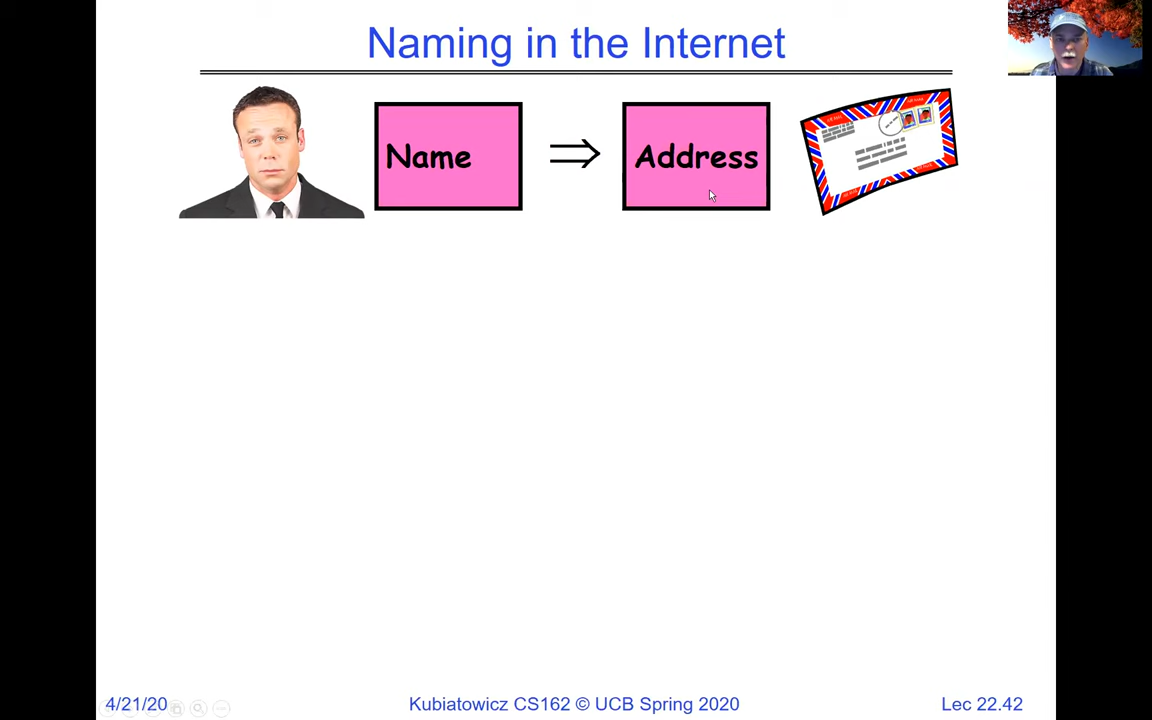 Naming in the Internet
Name
Address
4/21/20
Kubiatowicz CS162 © UCB Spring 2020
Lec 22.42